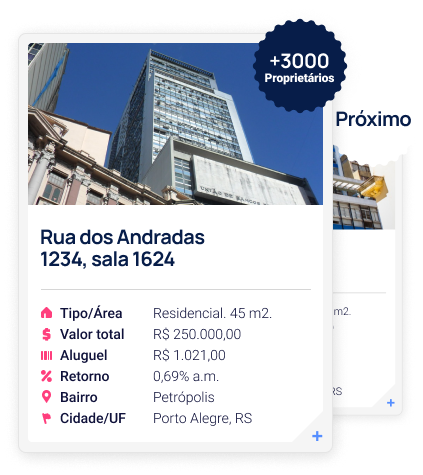 +3000
Proprietários
Próximo
Rua dos Andradas
1234, sala 1624
Tipo/Área Residencial. 45 m2.
Valor total R$ 250.000,00
Aluguel R$ 1.021,00
Retorno 0,69% a.m.
Bairro Petrópolis
Cidade/UF Porto Alegre, RS
m2.
RS
+
+